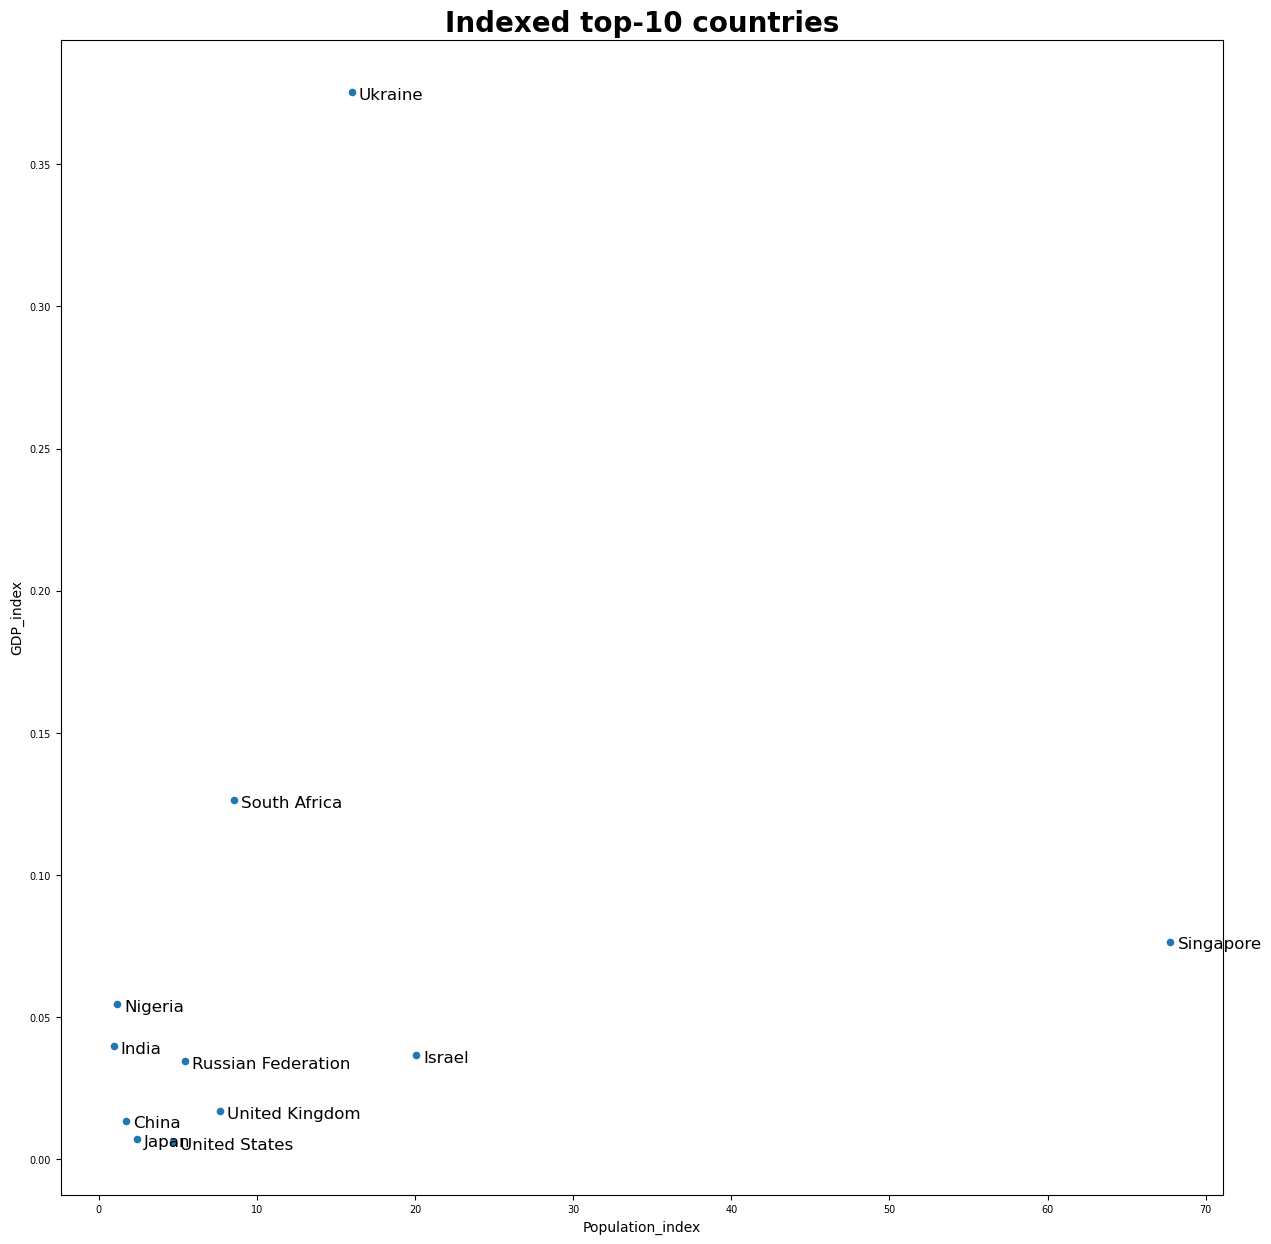 Indexed top-10 countries
Ukraine
0.35
0.30
0.25
0.20
GDP_index
0.15
South Africa
0.10
Singapore
Nigeria
0.05
India
Israel
Russian Federation
United Kingdom
China
Japan
United States
0.00
0 10 20 30 40 50 60 70
Population_index